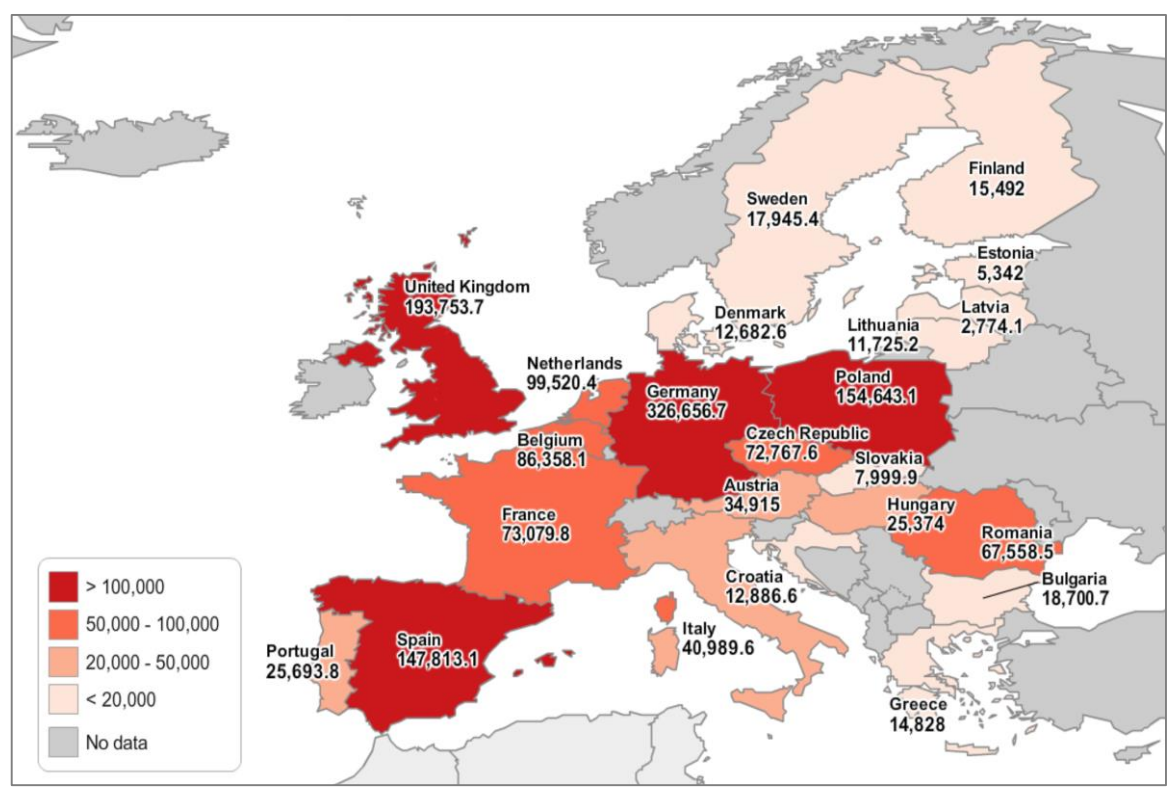 Finland
15,492
Sweden
17,945.4
Estonia
5,342
United Kingdom
193,753.7
Latvia
2,774.1
Denmark
12,682.6
Lithuania
11,725.2
Netherlands
99,520.4
Germany
326,656.7
Poland
154,643.1
Belgium
86,358.1
Czech Republic
72,767.6
Slovakia
7,999.9
Austria
34,915
Hungary
25,374
France
73,079.8
Romania
67,558.5
Croatia
12,886.6
Bulgaria
18,700.7
Italy
40,989.6
Portugal
25,693.8
Spain
147,813.1
Greece
14,828
> 100,000
50,000 - 100,000
20,000 - 50,000
< 20,000
No data